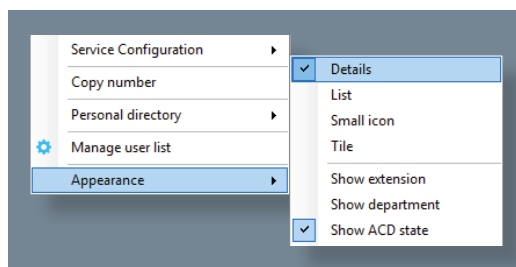 Service Configuration
Copy number
Personal directory
Manage user list
Appearance
Details
List
Small icon
Tile
Show extension
Show department
Show ACD state